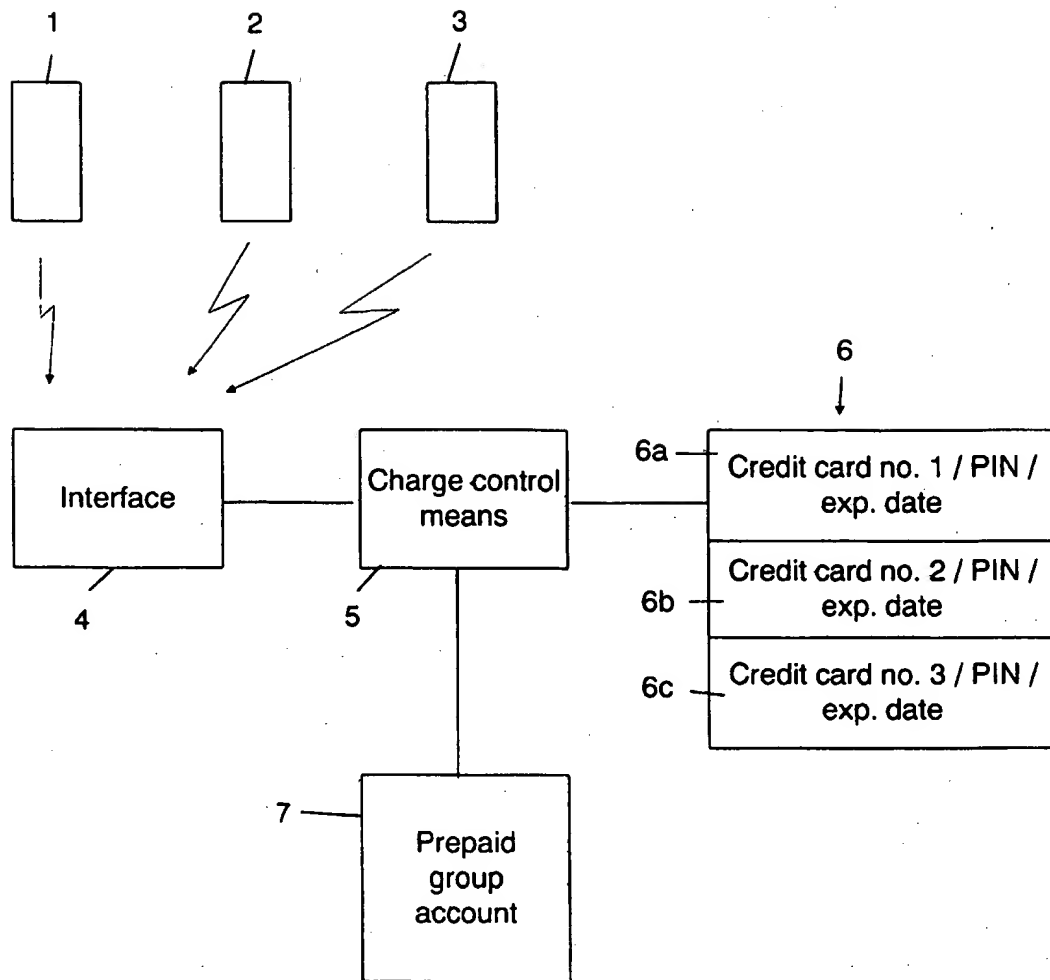 1
2
3
6
Interface
4
Charge control
means
5
6a
Credit card no. 1 / PIN /
exp. date
6b
Credit card no. 2 / PIN /
exp. date
6c
Credit card no. 3 / PIN /
exp. date
7
Prepaid
group
account